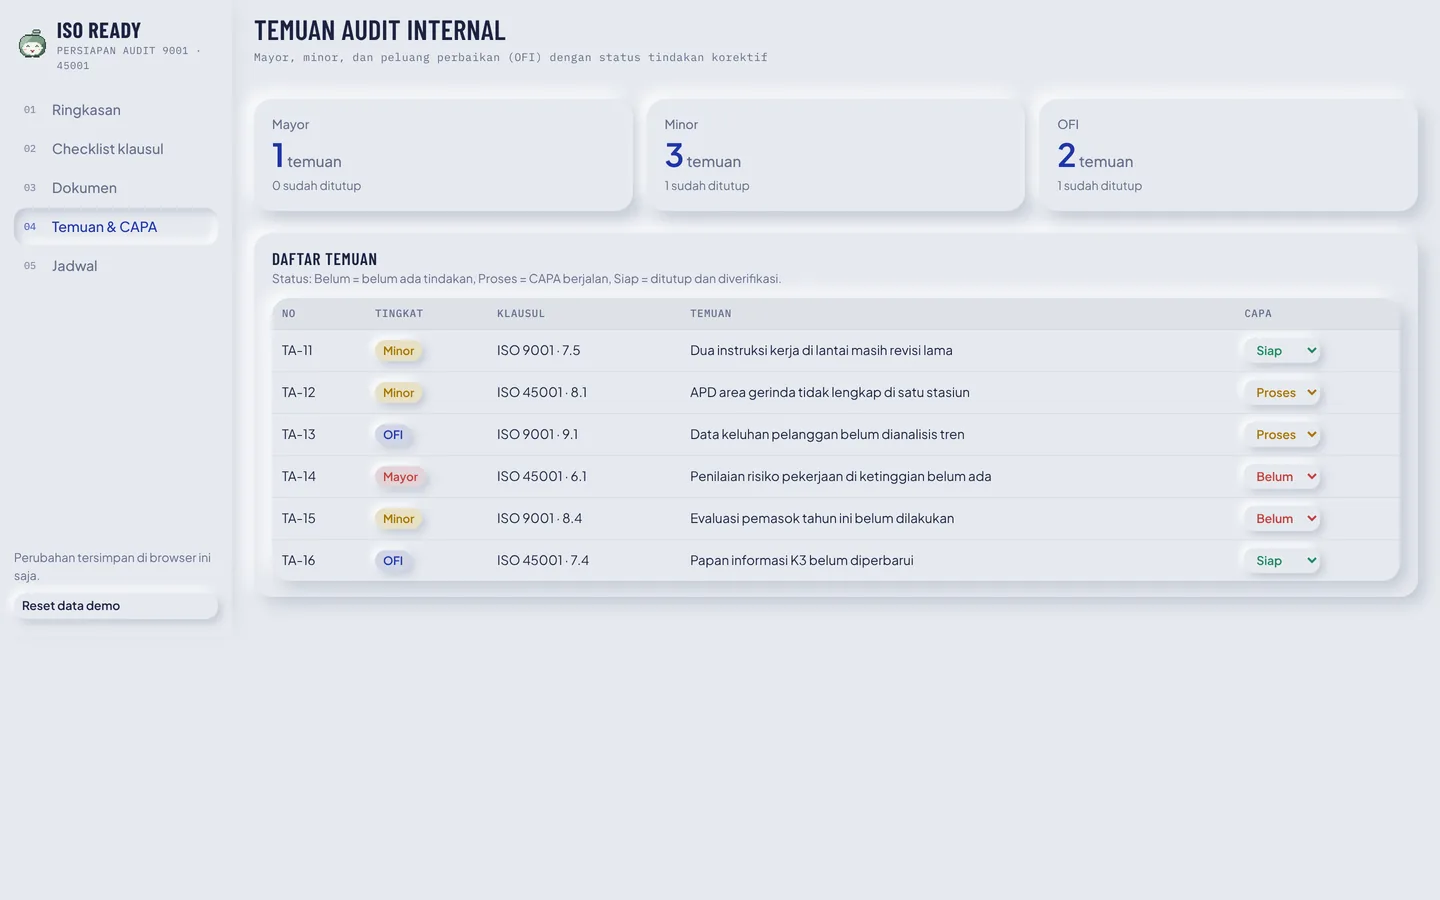 ISO READY
PERSIAPAN AUDIT 9001 ·
45001
01 Ringkasan
02 Checklist klausul
03 Dokumen
04 Temuan & CAPA
05 Jadwal
Perubahan tersimpan di browser ini
saja.
Reset data demo
TEMUAN AUDIT INTERNAL
Mayor, minor, dan peluang perbaikan (OFI) dengan status tindakan korektif
Mayor
1 temuan
0 sudah ditutup
Minor
3 temuan
1 sudah ditutup
OFI
2 temuan
1 sudah ditutup
DAFTAR TEMUAN
Status: Belum = belum ada tindakan, Proses = CAPA berjalan, Siap = ditutup dan diverifikasi.
NO TINGKAT KLAUSUL TEMUAN CAPA
TA-11 Minor ISO 9001 · 7.5 Dua instruksi kerja di lantai masih revisi lama Siap
TA-12 Minor ISO 45001 · 8.1 APD area gerinda tidak lengkap di satu stasiun Proses
TA-13 OFI ISO 9001 · 9.1 Data keluhan pelanggan belum dianalisis tren Proses
TA-14 Mayor ISO 45001 · 6.1 Penilaian risiko pekerjaan di ketinggian belum ada Belum
TA-15 Minor ISO 9001 · 8.4 Evaluasi pemasok tahun ini belum dilakukan Belum
TA-16 OFI ISO 45001 · 7.4 Papan informasi K3 belum diperbarui Siap